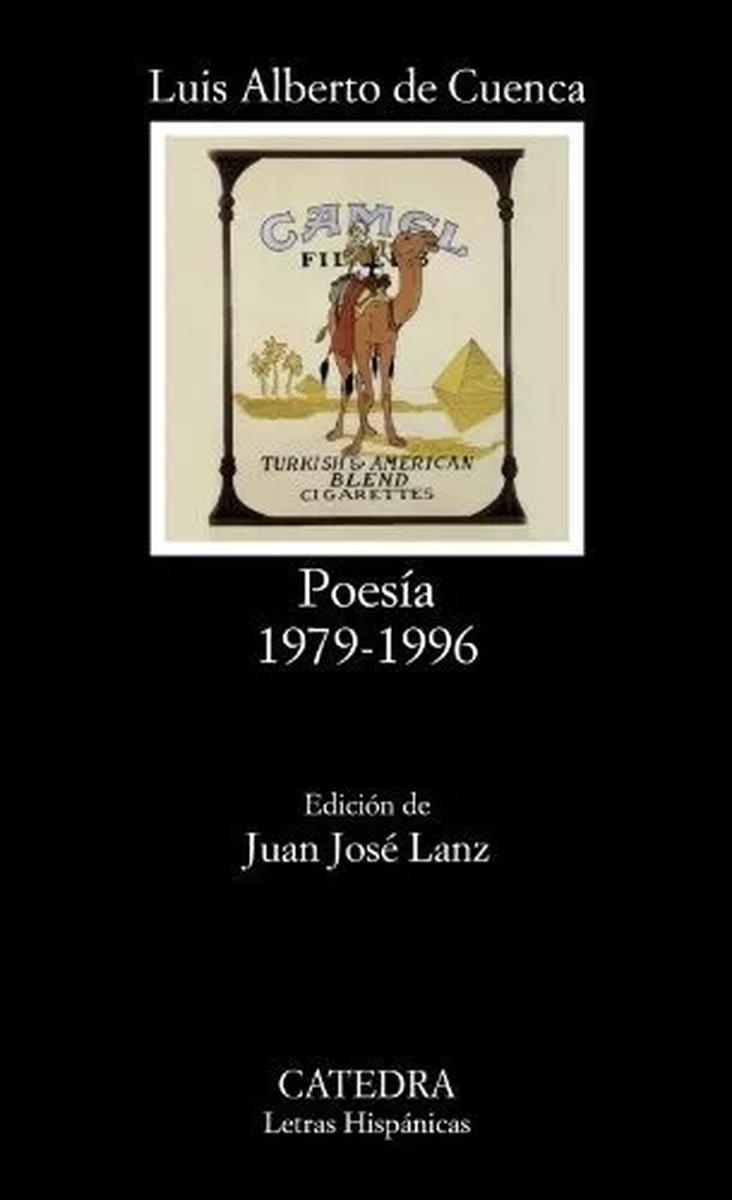 Luis Alberto de Cuenca
CAMEL
TURKISH & AMERICAN
BLEND
CIGARETTES
Poesía
1979-1996
Edición de
Juan José Lanz
CATEDRA
Letras Hispánicas